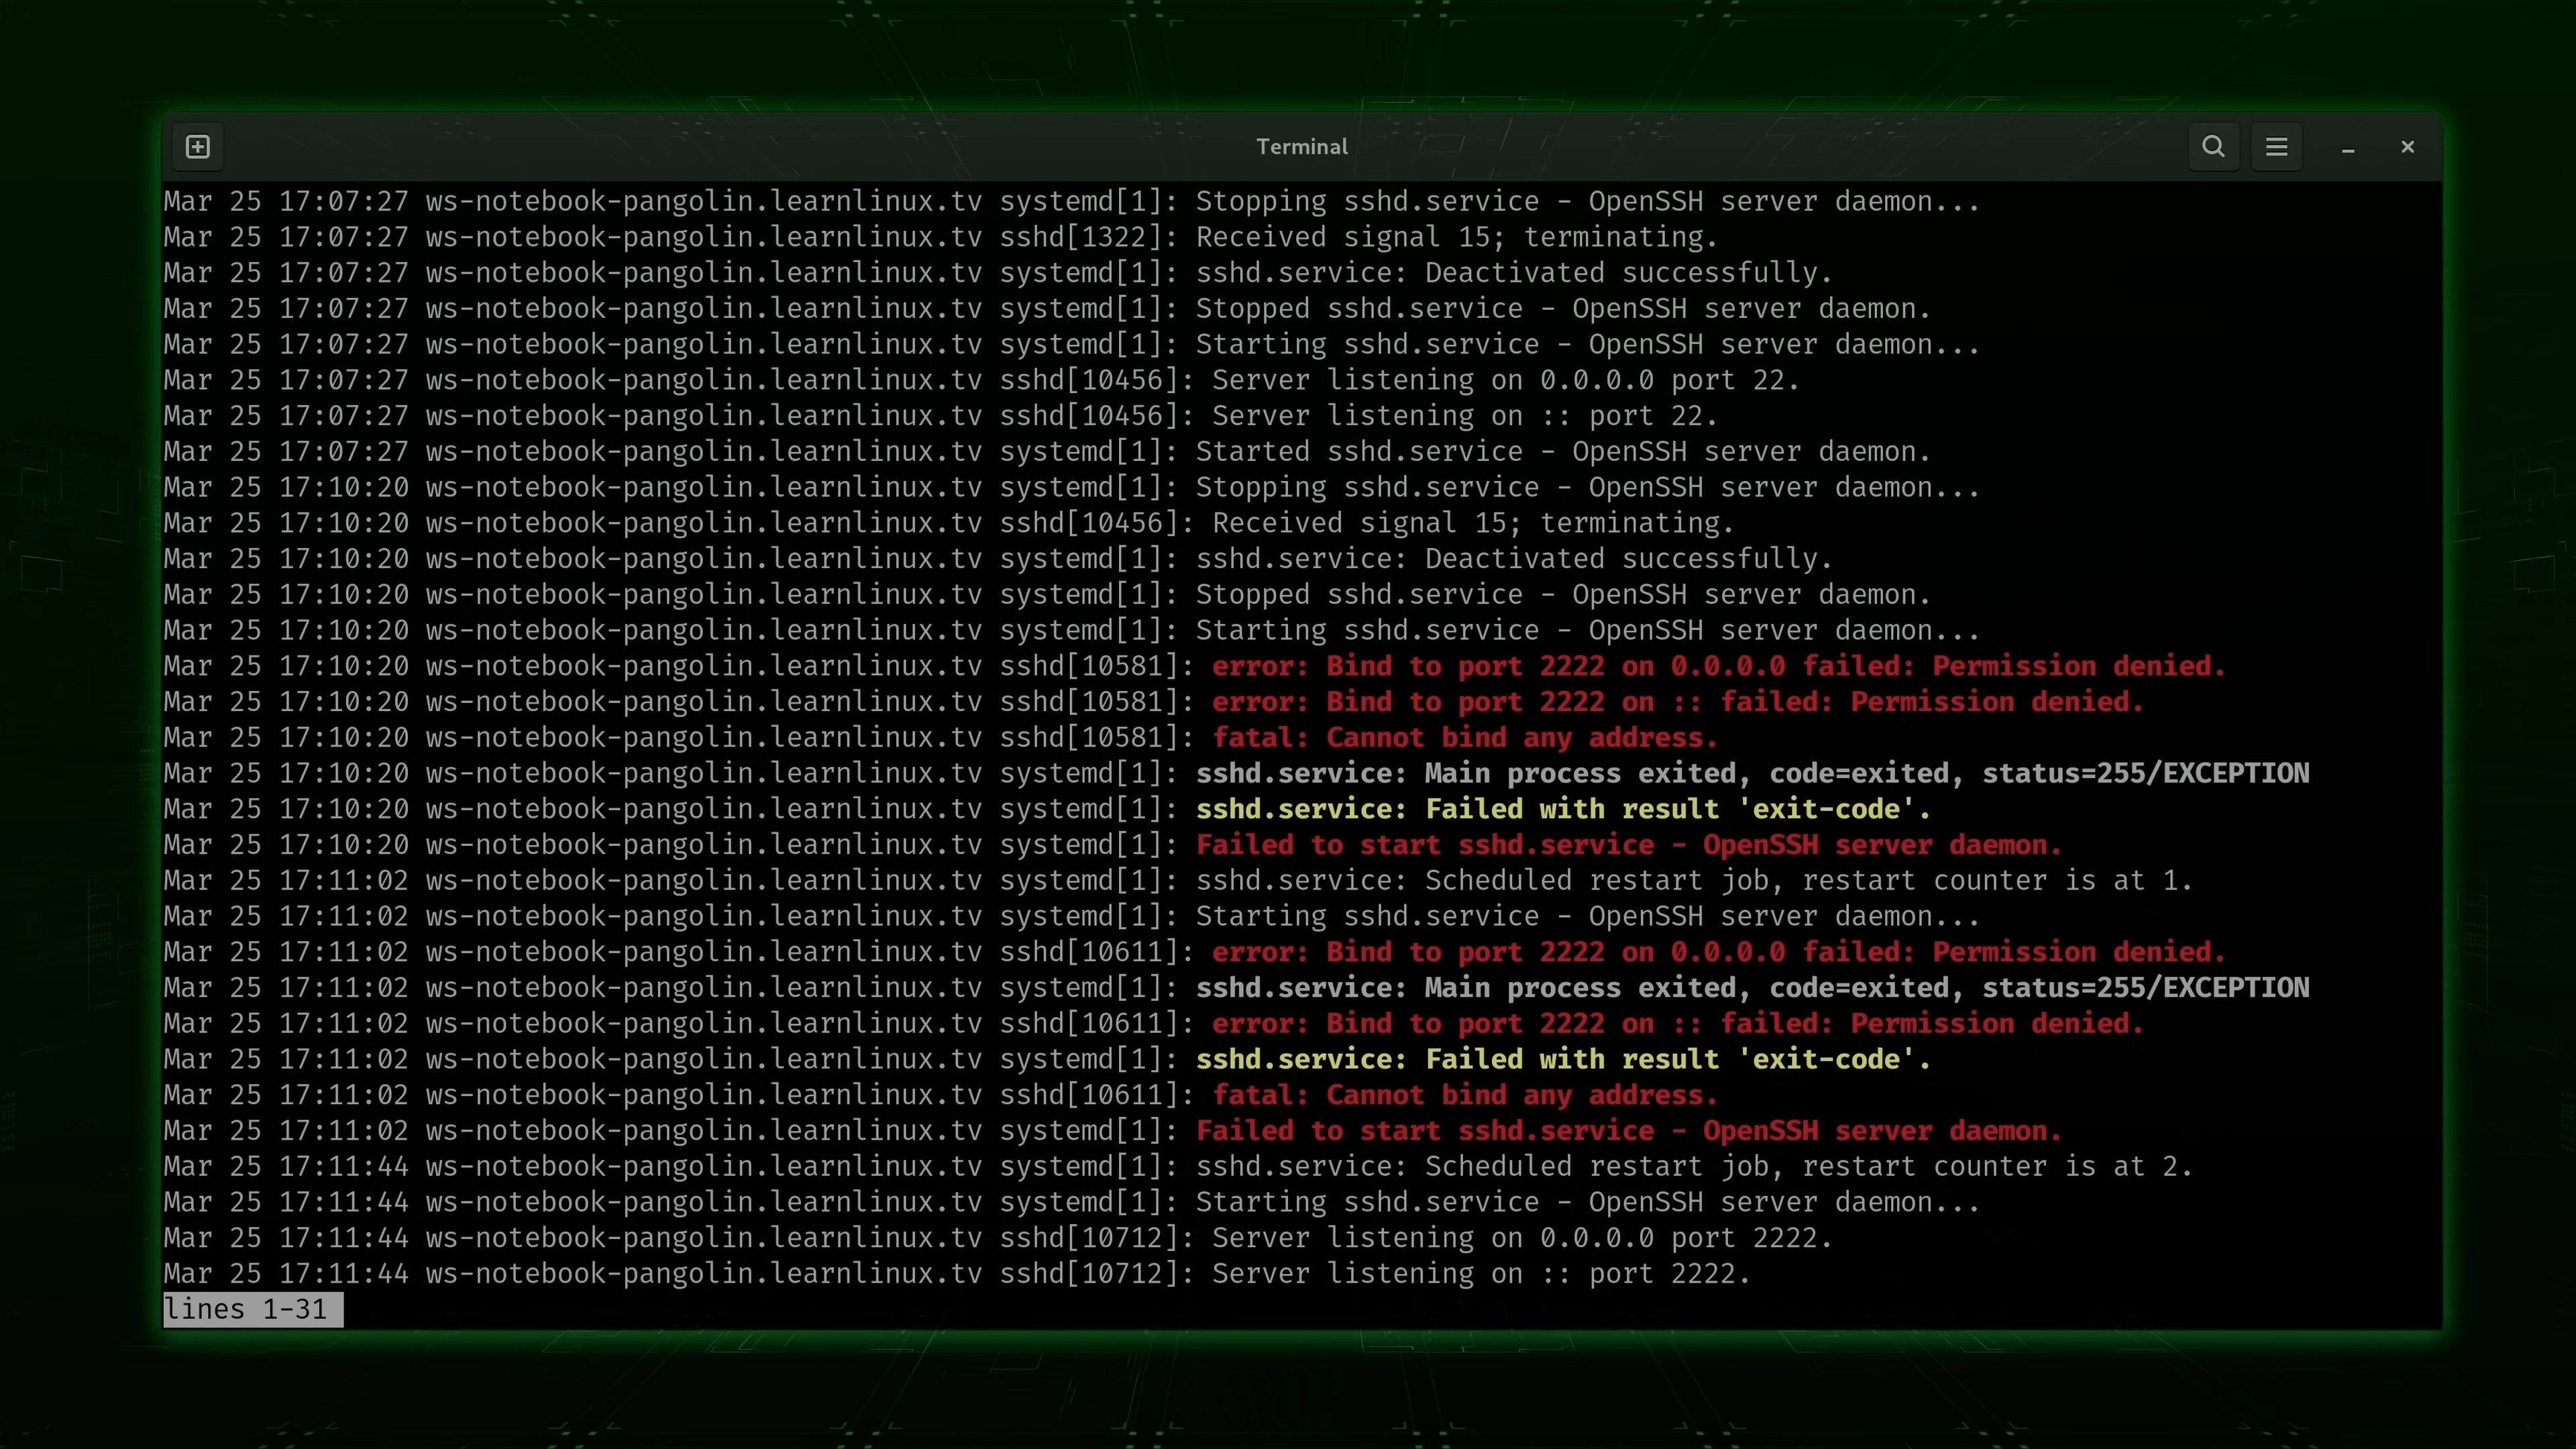 Terminal
Mar 25 17:07:27 ws-notebook-pangolin.learnlinux.tv systemd[1]: Stopping sshd.service - OpenSSH server daemon...
Mar 25 17:07:27 ws-notebook-pangolin.learnlinux.tv sshd[1322]: Received signal 15; terminating.
Mar 25 17:07:27 ws-notebook-pangolin.learnlinux.tv systemd[1]: sshd.service: Deactivated successfully.
Mar 25 17:07:27 ws-notebook-pangolin.learnlinux.tv systemd[1]: Stopped sshd.service - OpenSSH server daemon.
Mar 25 17:07:27 ws-notebook-pangolin.learnlinux.tv systemd[1]: Starting sshd.service - OpenSSH server daemon...
Mar 25 17:07:27 ws-notebook-pangolin.learnlinux.tv sshd[10456]: Server listening on 0.0.0.0 port 22.
Mar 25 17:07:27 ws-notebook-pangolin.learnlinux.tv sshd[10456]: Server listening on :: port 22.
Mar 25 17:07:27 ws-notebook-pangolin.learnlinux.tv systemd[1]: Started sshd.service - OpenSSH server daemon.
Mar 25 17:10:20 ws-notebook-pangolin.learnlinux.tv systemd[1]: Stopping sshd.service - OpenSSH server daemon...
Mar 25 17:10:20 ws-notebook-pangolin.learnlinux.tv sshd[10456]: Received signal 15; terminating.
Mar 25 17:10:20 ws-notebook-pangolin.learnlinux.tv systemd[1]: sshd.service: Deactivated successfully.
Mar 25 17:10:20 ws-notebook-pangolin.learnlinux.tv systemd[1]: Stopped sshd.service - OpenSSH server daemon.
Mar 25 17:10:20 ws-notebook-pangolin.learnlinux.tv systemd[1]: Starting sshd.service - OpenSSH server daemon...
Mar 25 17:10:20 ws-notebook-pangolin.learnlinux.tv sshd[10581]: error: Bind to port 2222 on 0.0.0.0 failed: Permission denied.
Mar 25 17:10:20 ws-notebook-pangolin.learnlinux.tv sshd[10581]: error: Bind to port 2222 on :: failed: Permission denied.
Mar 25 17:10:20 ws-notebook-pangolin.learnlinux.tv sshd[10581]: fatal: Cannot bind any address.
Mar 25 17:10:20 ws-notebook-pangolin.learnlinux.tv systemd[1]: sshd.service: Main process exited, code=exited, status=255/EXCEPTION
Mar 25 17:10:20 ws-notebook-pangolin.learnlinux.tv systemd[1]: sshd.service: Failed with result 'exit-code'.
Mar 25 17:10:20 ws-notebook-pangolin.learnlinux.tv systemd[1]: Failed to start sshd.service - OpenSSH server daemon.
Mar 25 17:11:02 ws-notebook-pangolin.learnlinux.tv systemd[1]: sshd.service: Scheduled restart job, restart counter is at 1.
Mar 25 17:11:02 ws-notebook-pangolin.learnlinux.tv systemd[1]: Starting sshd.service - OpenSSH server daemon...
Mar 25 17:11:02 ws-notebook-pangolin.learnlinux.tv sshd[10611]: error: Bind to port 2222 on 0.0.0.0 failed: Permission denied.
Mar 25 17:11:02 ws-notebook-pangolin.learnlinux.tv systemd[1]: sshd.service: Main process exited, code=exited, status=255/EXCEPTION
Mar 25 17:11:02 ws-notebook-pangolin.learnlinux.tv sshd[10611]: error: Bind to port 2222 on :: failed: Permission denied.
Mar 25 17:11:02 ws-notebook-pangolin.learnlinux.tv systemd[1]: sshd.service: Failed with result 'exit-code'.
Mar 25 17:11:02 ws-notebook-pangolin.learnlinux.tv sshd[10611]: fatal: Cannot bind any address.
Mar 25 17:11:02 ws-notebook-pangolin.learnlinux.tv systemd[1]: Failed to start sshd.service - OpenSSH server daemon.
Mar 25 17:11:44 ws-notebook-pangolin.learnlinux.tv systemd[1]: sshd.service: Scheduled restart job, restart counter is at 2.
Mar 25 17:11:44 ws-notebook-pangolin.learnlinux.tv systemd[1]: Starting sshd.service - OpenSSH server daemon...
Mar 25 17:11:44 ws-notebook-pangolin.learnlinux.tv sshd[10712]: Server listening on 0.0.0.0 port 2222.
Mar 25 17:11:44 ws-notebook-pangolin.learnlinux.tv sshd[10712]: Server listening on :: port 2222.
lines 1-31